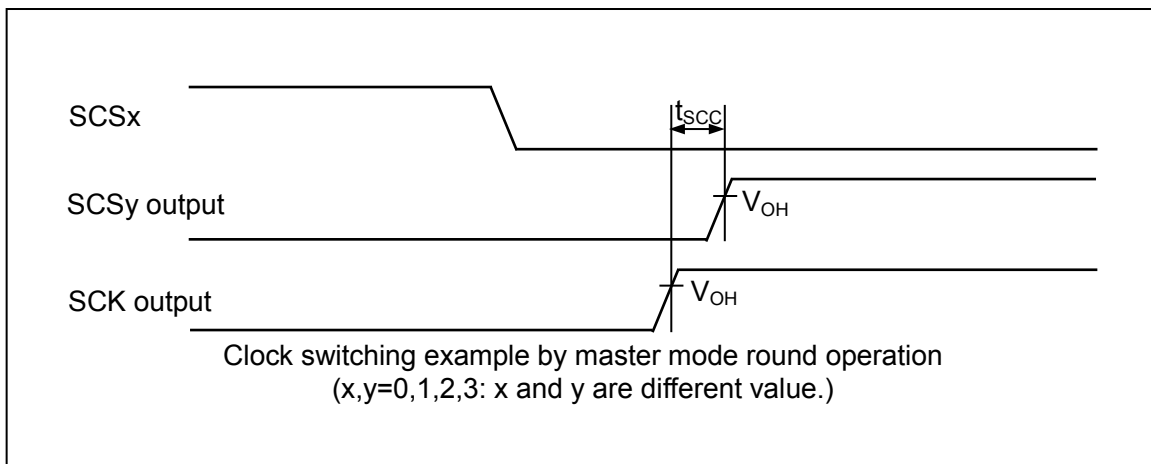 SCSx
tSCC
SCSy output
VOH
SCK output
VOH
Clock switching example by master mode round operation
(x,y=0,1,2,3: x and y are different value.)